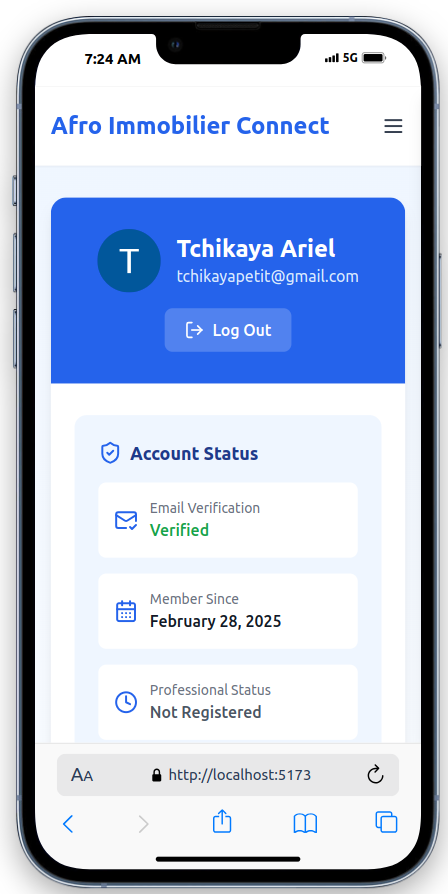 7:24 AM 5G
Afro Immobilier Connect
T
Tchikaya Ariel
tchikayapetit@gmail.com
Log Out
Account Status
Email Verification
Verified
Member Since
February 28, 2025
Professional Status
Not Registered
AA http://localhost:5173